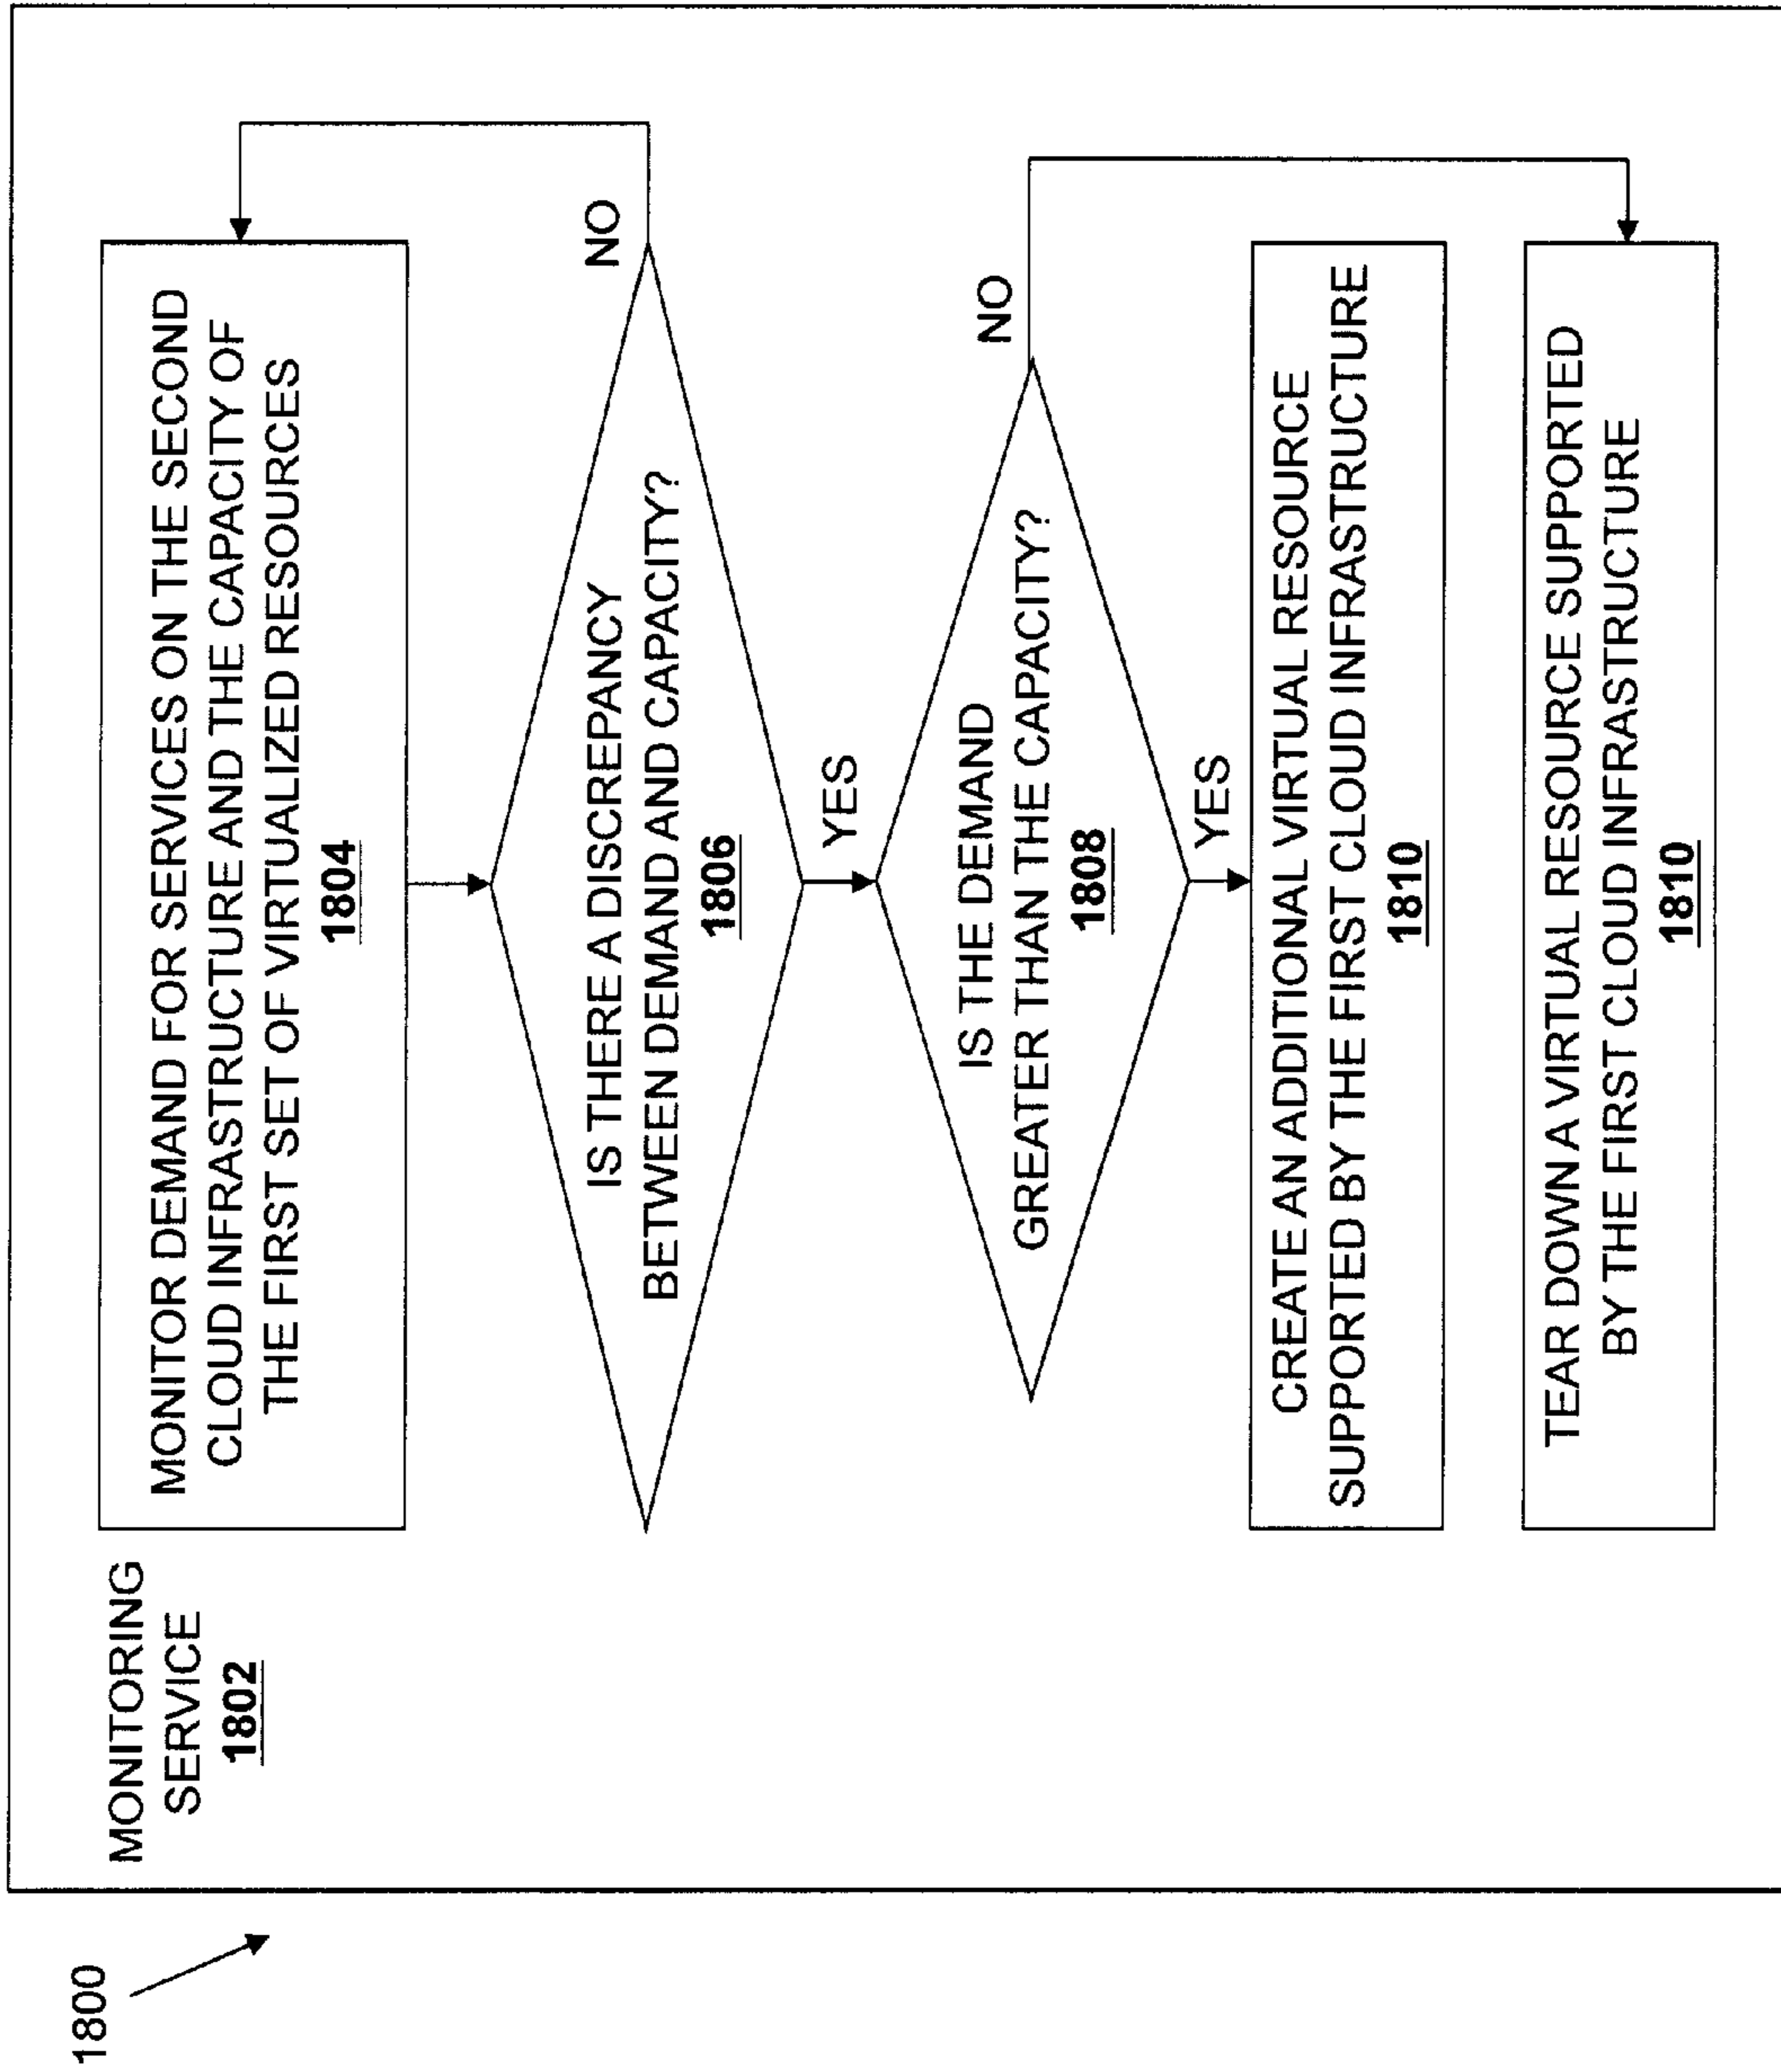 1800
MONITORING
SERVICE
1802
MONITOR DEMAND FOR SERVICES ON THE SECOND
CLOUD INFRASTRUCTURE AND THE CAPACITY OF
THE FIRST SET OF VIRTUALIZED RESOURCES
1804
IS THERE A DISCREPANCY
BETWEEN DEMAND AND CAPACITY?
1806
NO
YES
IS THE DEMAND
GREATER THAN THE CAPACITY?
1808
NO
YES
CREATE AN ADDITIONAL VIRTUAL RESOURCE
SUPPORTED BY THE FIRST CLOUD INFRASTRUCTURE
1810
TEAR DOWN A VIRTUAL RESOURCE SUPPORTED
BY THE FIRST CLOUD INFRASTRUCTURE
1810